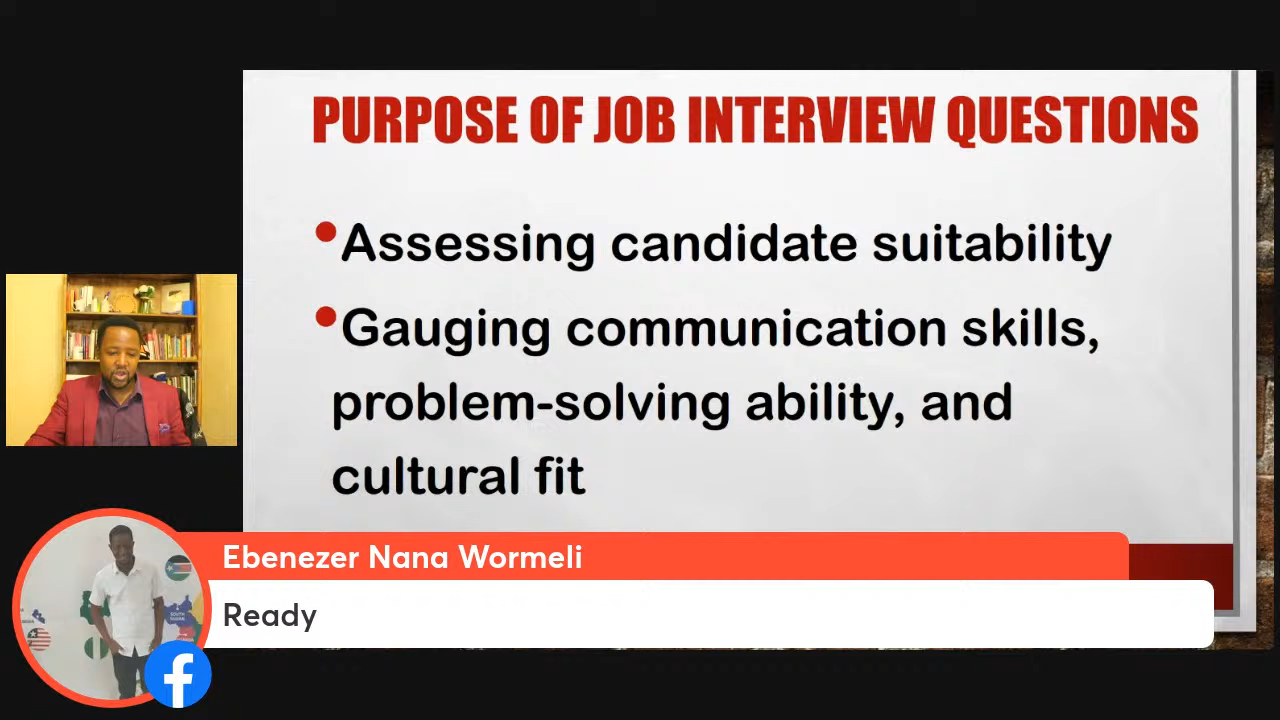 PURPOSE OF JOB INTERVIEW QUESTIONS
•Assessing candidate suitability
•Gauging communication skills,
problem-solving ability, and
cultural fit
Ebenezer Nana Wormeli
Ready